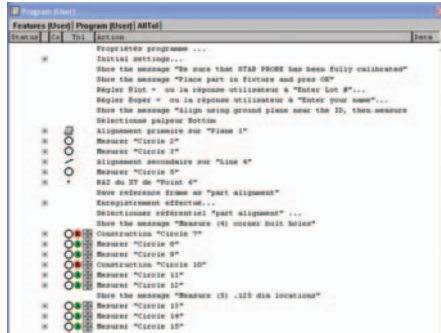 Program (User)
Features (User) Program (User) AllTol
Status Cs Tol Action Data
Propriétés programme ...
Initial settings...
Show the message "Be sure that STAR PROBE has been fully calibrated"
Show the message "Place part in fixture and press OK"
Régler $lot = ou la réponse utilisateur à "Enter Lot #"...
Régler $oper = ou la réponse utilisateur à "Enter your name"...
Show the message "Align using ground plane near the ID, then measure
Sélectionne palpeur Bottom
Alignement primaire sur "Plane 1"
Mesurer "Circle 2"
Mesurer "Circle 3"
Alignement secondaire sur "Line 4"
Mesurer "Circle 5"
RAZ du XY de "Point 6"
Save reference frame as "part alignment"
Enregistrement effectué...
Sélectionner référentiel "part alignment" ...
Show the message "Measure (4) corner bolt holes"
Construction "Circle 7"
Mesurer "Circle 8"
Mesurer "Circle 9"
Construction "Circle 10"
Mesurer "Circle 11"
Mesurer "Circle 12"
Show the message "Measure (5) .125 dia locations"
Mesurer "Circle 13"
Mesurer "Circle 14"
Mesurer "Circle 15"